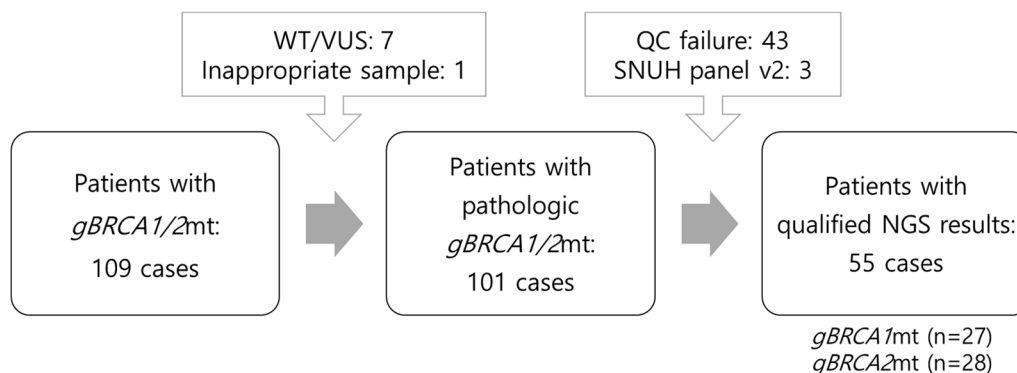 WT/VUS: 7
Inappropriate sample: 1
QC failure: 43
SNUH panel v2: 3
Patients with
gBRCA1/2mt:
109 cases
Patients with
pathologic
gBRCA1/2mt:
101 cases
Patients with
qualified NGS results:
55 cases
gBRCA1mt (n=27)
gBRCA2mt (n=28)